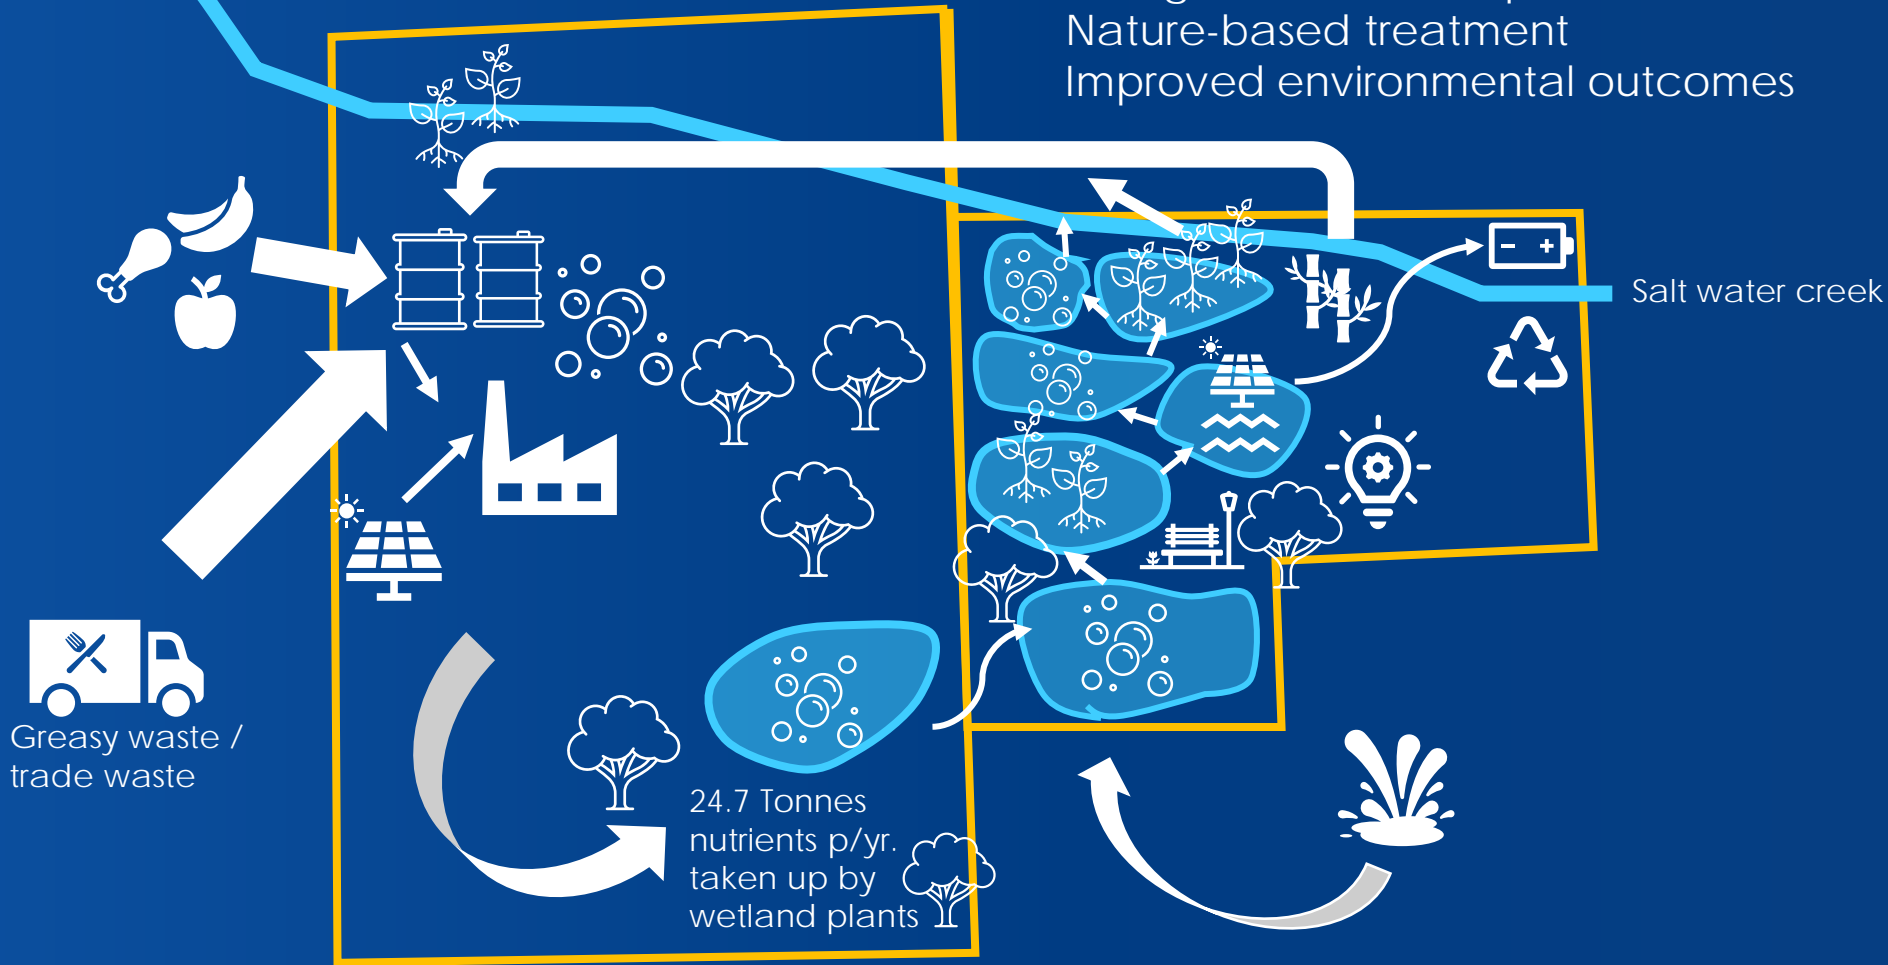 Nature-based treatment
Improved environmental outcomes
Salt water creek
Greasy waste /
trade waste
24.7 Tonnes
nutrients p/yr.
taken up by
wetland plants